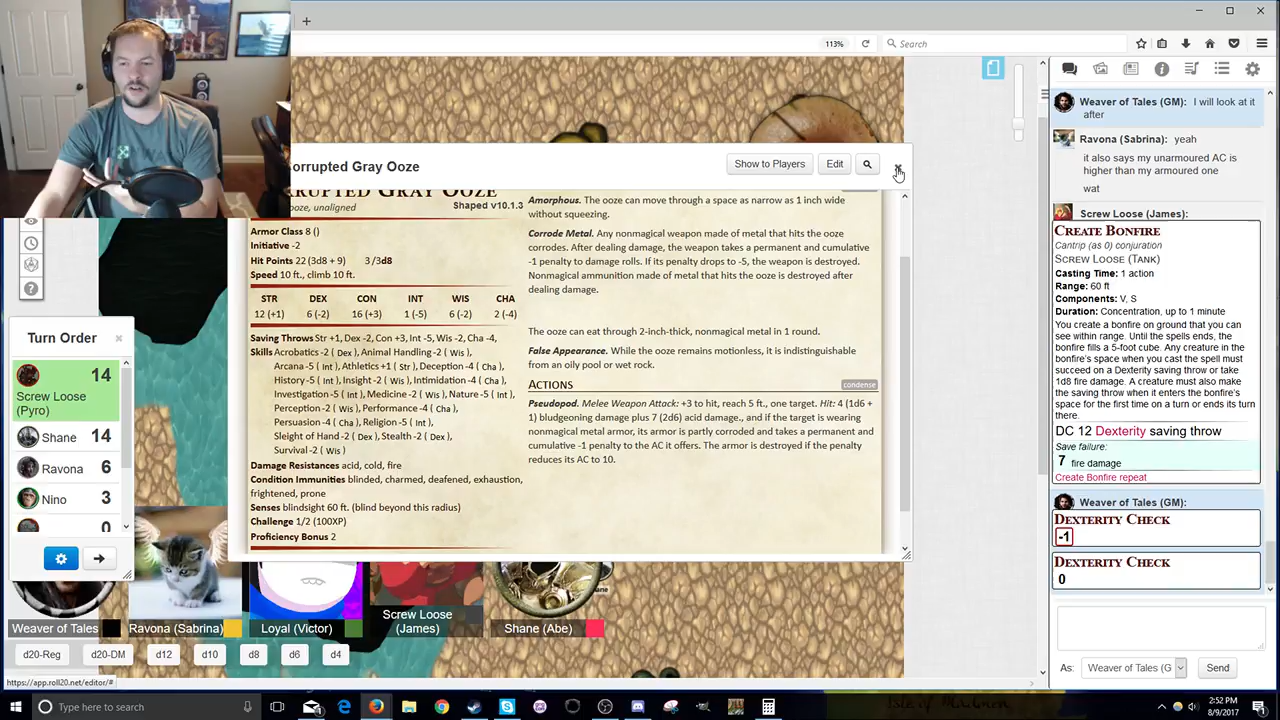 113%
Search
Weaver of Tales (GM): I will look at it
after
Ravona (Sabrina): yeah
it also says my unarmoured AC is
higher than my armoured one
wat
Screw Loose (James):
CREATE BONFIRE
Cantrip (as 0) conjuration
SCREW LOOSE (TANK)
Casting Time: 1 action
Range: 60 ft
Components: V, S
Duration: Concentration, up to 1 minute
You create a bonfire on ground that you can
see within range. Until the spells ends, the
bonfire fills a 5-foot cube. Any creature in the
bonfire's space when you cast the spell must
succeed on a Dexterity saving throw or take
1d8 fire damage. A creature must also make
the saving throw when it enters the bonfire's
space for the first time on a turn or ends its turn
there.
DC 12 Dexterity saving throw
Save failure:
7 fire damage
Create Bonfire repeat
Weaver of Tales (GM):
DEXTERITY CHECK
-1
DEXTERITY CHECK
0
As: Weaver of Tales (G
Send
orrupted Gray Ooze
Show to Players
Edit
RRUPTED GRAY OOZE
ooze, unaligned
Shaped v10.1.3
Armor Class 8 ()
Initiative -2
Hit Points 22 (3d8 + 9) 3 /3d8
Speed 10 ft., climb 10 ft.
STR DEX CON INT WIS CHA
12 (+1) 6 (-2) 16 (+3) 1 (-5) 6 (-2) 2 (-4)
Saving Throws Str +1, Dex -2, Con +3, Int -5, Wis -2, Cha -4,
Skills Acrobatics -2 ( Dex ), Animal Handling -2 ( Wis ),
Arcana -5 ( Int ), Athletics +1 ( Str ), Deception -4 ( Cha ),
History -5 ( Int ), Insight -2 ( Wis ), Intimidation -4 ( Cha ),
Investigation -5 ( Int ), Medicine -2 ( Wis ), Nature -5 ( Int ),
Perception -2 ( Wis ), Performance -4 ( Cha ),
Persuasion -4 ( Cha ), Religion -5 ( Int ),
Sleight of Hand -2 ( Dex ), Stealth -2 ( Dex ),
Survival -2 ( Wis )
Damage Resistances acid, cold, fire
Condition Immunities blinded, charmed, deafened, exhaustion,
frightened, prone
Senses blindsight 60 ft. (blind beyond this radius)
Challenge 1/2 (100XP)
Proficiency Bonus 2
Amorphous. The ooze can move through a space as narrow as 1 inch wide
without squeezing.
Corrode Metal. Any nonmagical weapon made of metal that hits the ooze
corrodes. After dealing damage, the weapon takes a permanent and cumulative
-1 penalty to damage rolls. If its penalty drops to -5, the weapon is destroyed.
Nonmagical ammunition made of metal that hits the ooze is destroyed after
dealing damage.
The ooze can eat through 2-inch-thick, nonmagical metal in 1 round.
False Appearance. While the ooze remains motionless, it is indistinguishable
from an oily pool or wet rock.
ACTIONS
condense
Pseudopod. Melee Weapon Attack: +3 to hit, reach 5 ft., one target. Hit: 4 (1d6 +
1) bludgeoning damage plus 7 (2d6) acid damage., and if the target is wearing
nonmagical metal armor, its armor is partly corroded and takes a permanent and
cumulative -1 penalty to the AC it offers. The armor is destroyed if the penalty
reduces its AC to 10.
Turn Order
14
Screw Loose
(Pyro)
Shane 14
Ravona 6
Nino 3
0
Weaver of Tales
Ravona (Sabrina)
Loyal (Victor)
Screw Loose
(James)
Shane (Abe)
d20-Reg
d20-DM
d12
d10
d8
d6
d4
https://app.roll20.net/editor/#
Type here to search
2:52 PM
8/9/2017